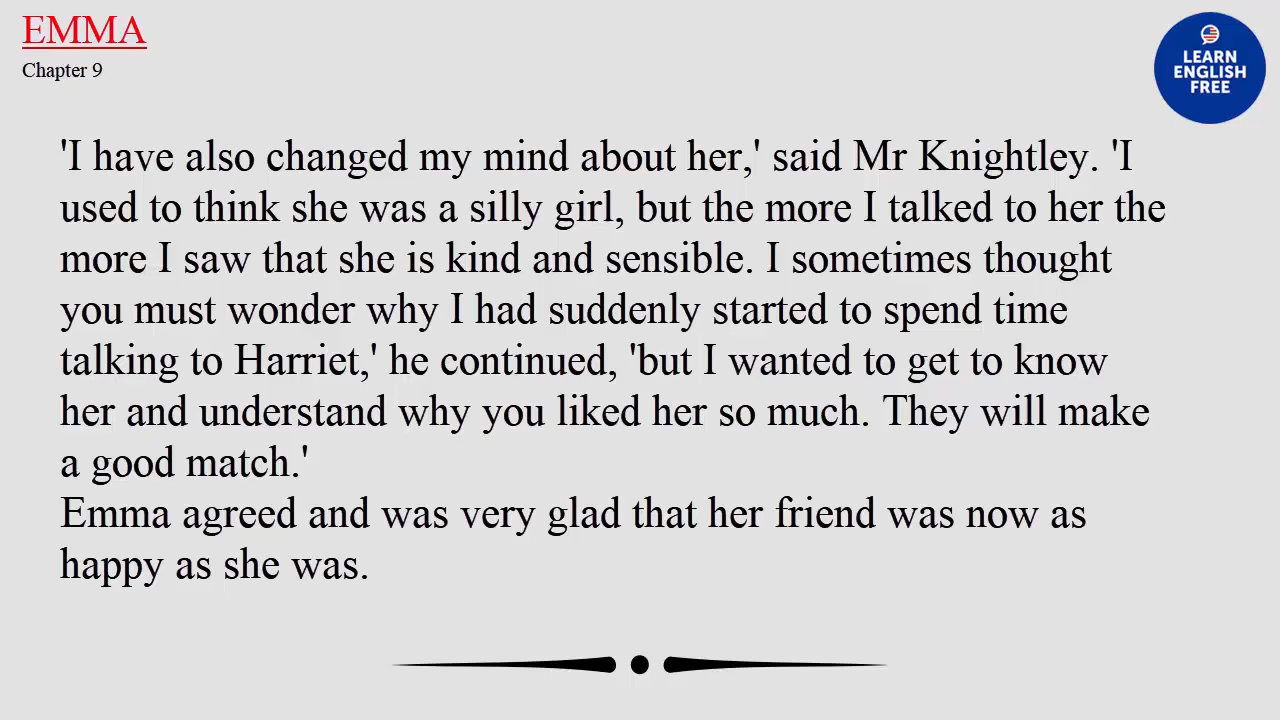 EMMA
Chapter 9
LEARN
ENGLISH
FREE
'I have also changed my mind about her,' said Mr Knightley. 'I
used to think she was a silly girl, but the more I talked to her the
more I saw that she is kind and sensible. I sometimes thought
you must wonder why I had suddenly started to spend time
talking to Harriet,' he continued, 'but I wanted to get to know
her and understand why you liked her so much. They will make
a good match.'
Emma agreed and was very glad that her friend was now as
happy as she was.